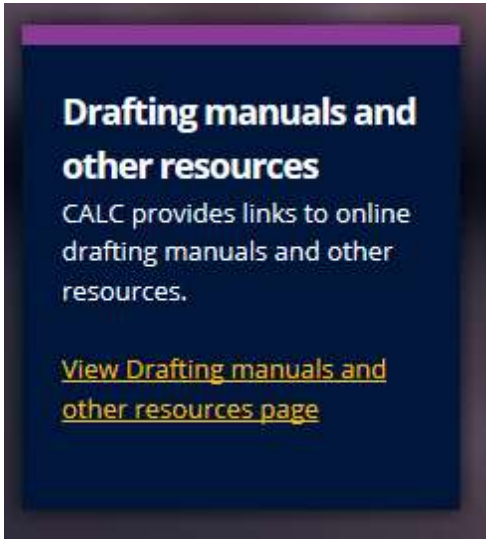 Drafting manuals and
other resources
CALC provides links to online
drafting manuals and other
resources.
View Drafting manuals and
other resources page